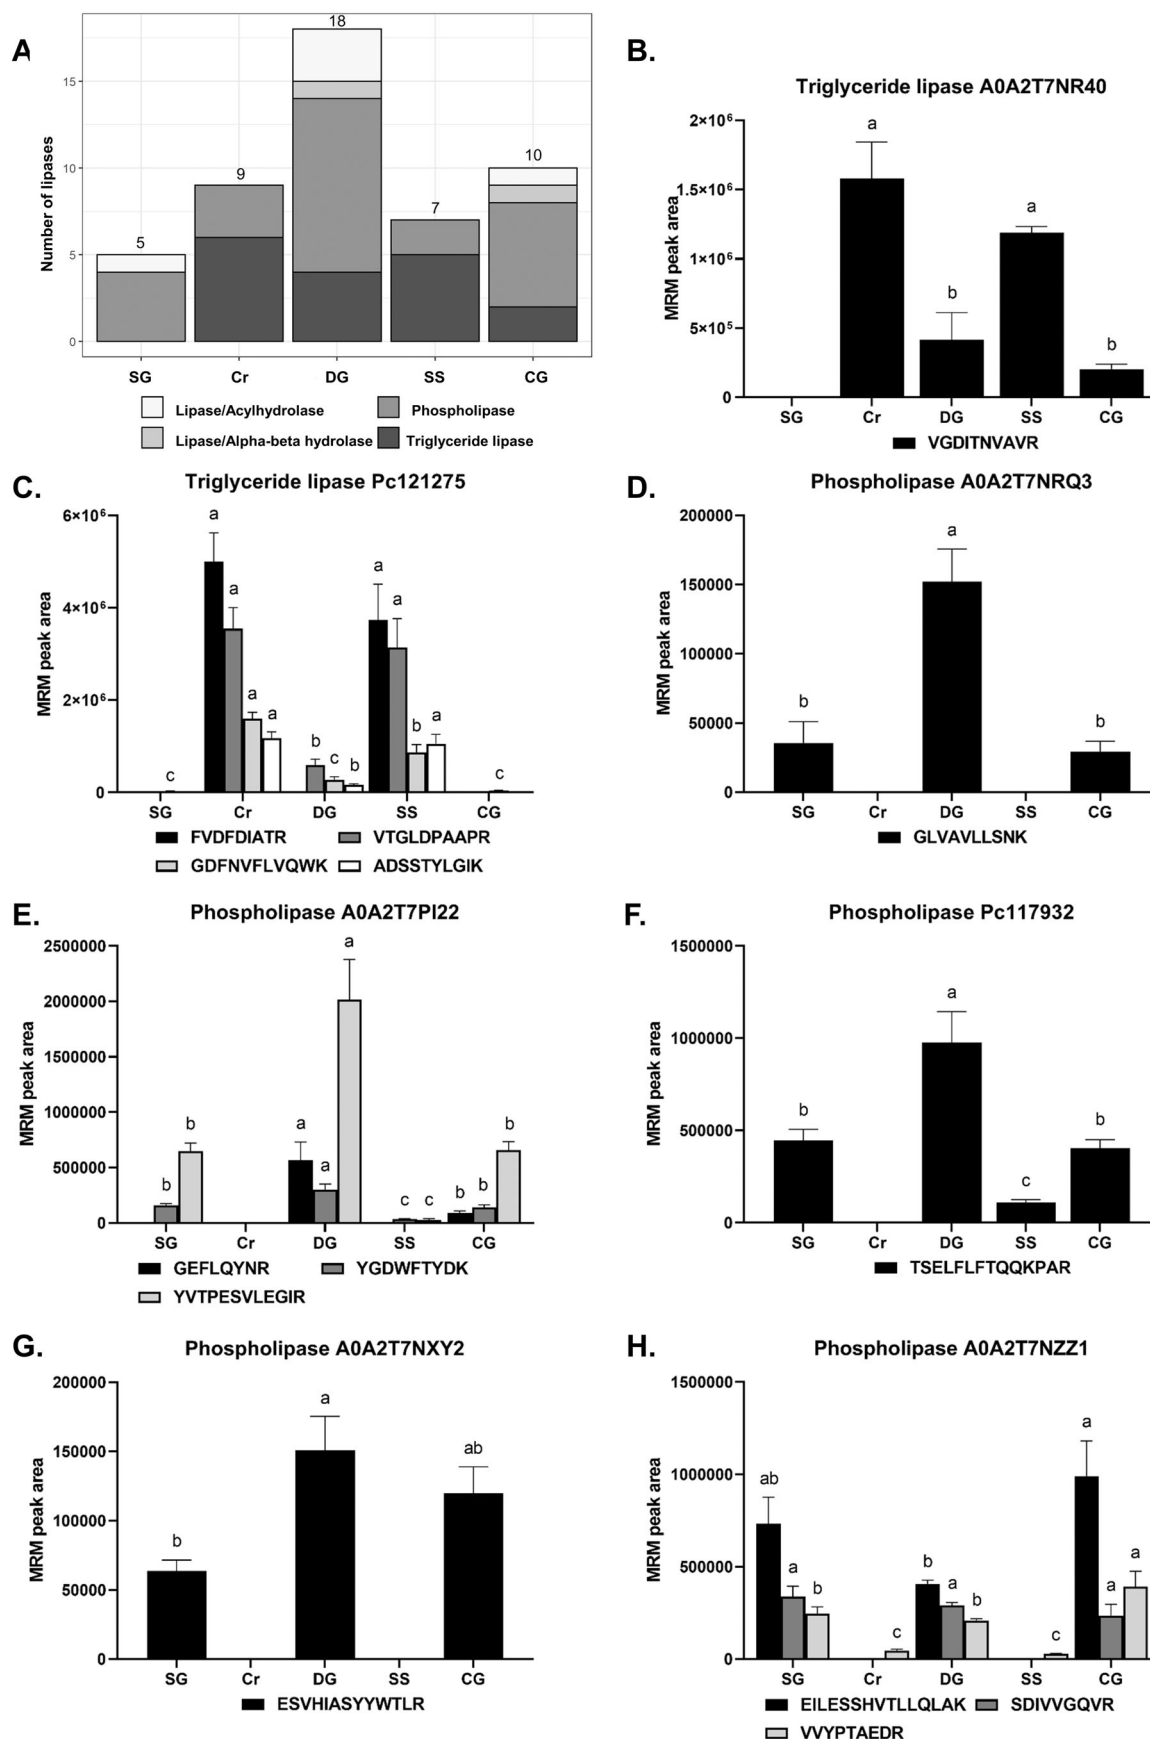 A
Number of lipases
15
10
5
0
5
9
18
7
10
SG Cr DG SS CG
Lipase/Acylhydrolase Phospholipase
Lipase/Alpha-beta hydrolase Triglyceride lipase
B.
Triglyceride lipase A0A2T7NR40
MRM peak area
2×10⁶
1.5×10⁶
1×10⁶
5×10⁵
0
a b a b
SG Cr DG SS CG
VGDITNVAVR
C.
Triglyceride lipase Pc121275
MRM peak area
6×10⁶
4×10⁶
2×10⁶
0
c a a a a b c b a a b a c
SG Cr DG SS CG
FVDFDIATR VTGLDPAAPR
GDFNVFLVQWK ADSSTYLGIK
D.
Phospholipase A0A2T7NRQ3
MRM peak area
200000
150000
100000
50000
0
b a b
SG Cr DG SS CG
GLVAVLLSNK
E.
Phospholipase A0A2T7PI22
MRM peak area
2500000
2000000
1500000
1000000
500000
0
b b a a a c c b b b
SG Cr DG SS CG
GEFLQYNR YGDWFTYDK
YVTPESVLEGIR
F.
Phospholipase Pc117932
MRM peak area
1500000
1000000
500000
0
b a c b
SG Cr DG SS CG
TSELFLFTQQKPAR
G.
Phospholipase A0A2T7NXY2
MRM peak area
200000
150000
100000
50000
0
b a ab
SG Cr DG SS CG
ESVHIASYYWTLR
H.
Phospholipase A0A2T7NZZ1
MRM peak area
1500000
1000000
500000
0
ab a b c b a b c a a a
SG Cr DG SS CG
EILESSHVTLLQLAK SDIVVGQVR
VVYPTAEDR